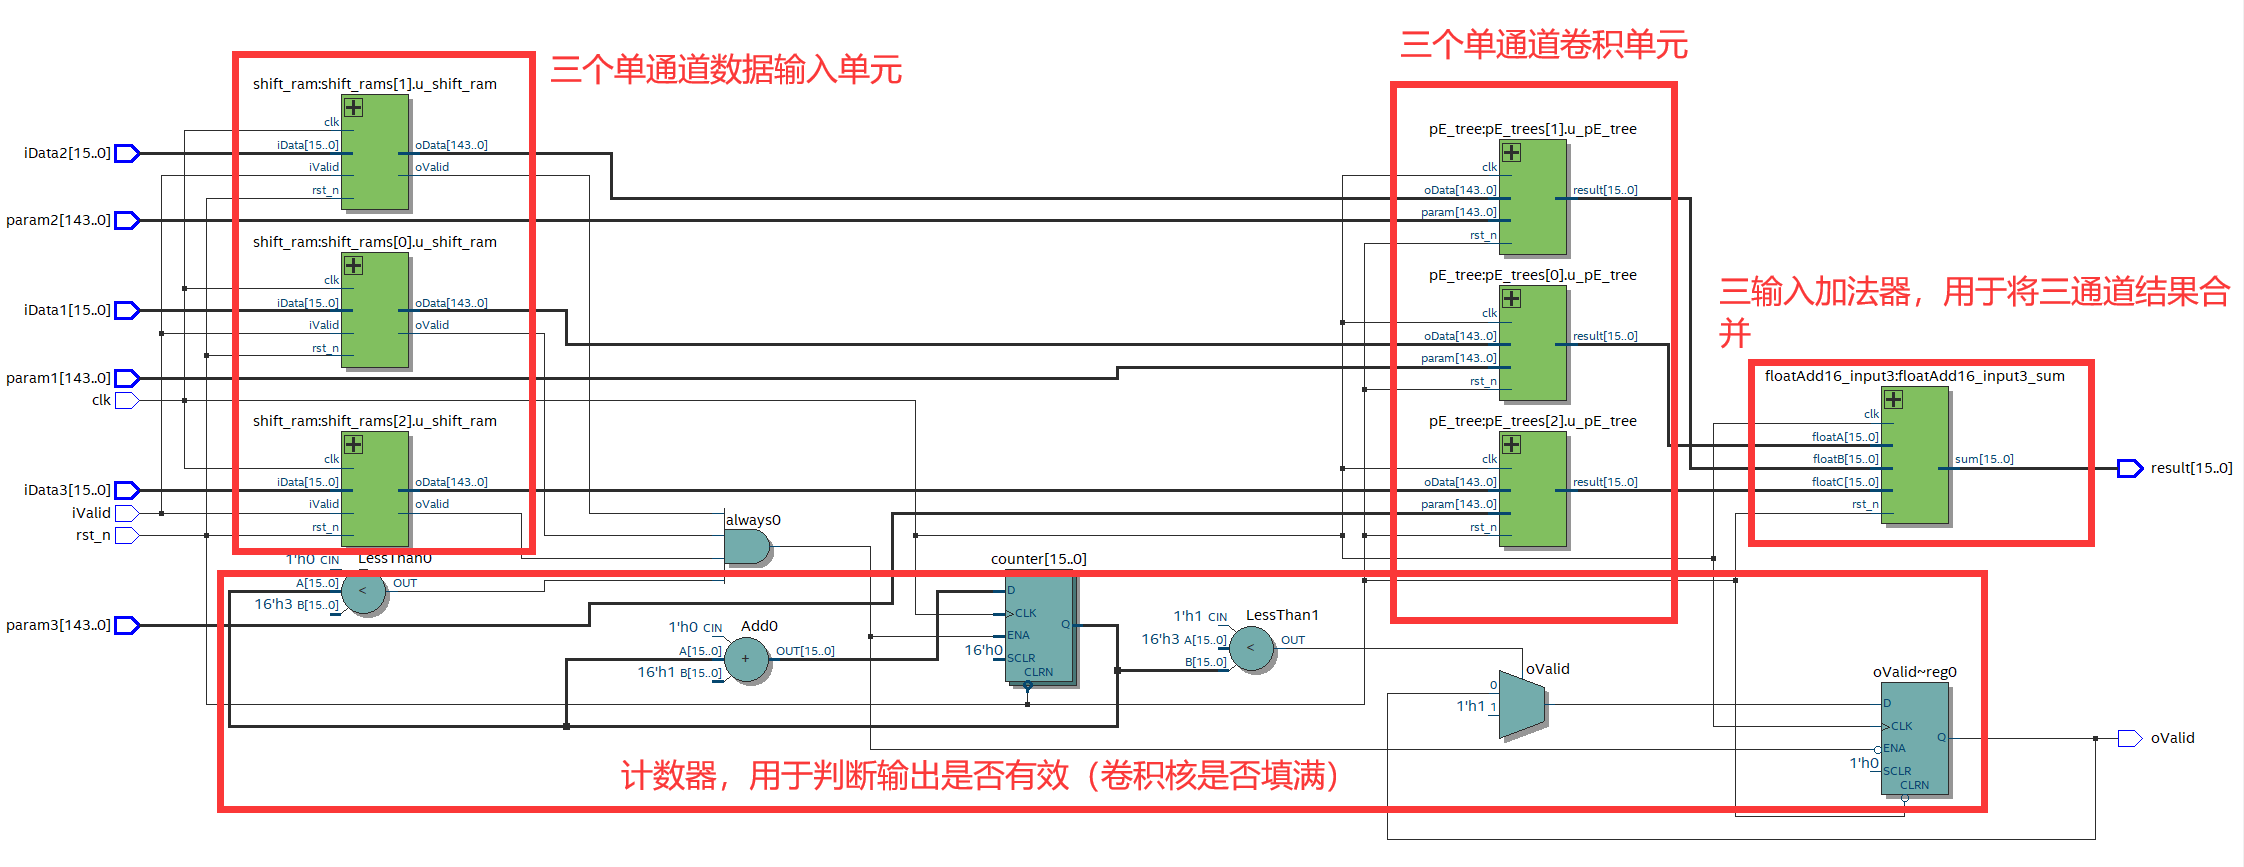 三个单通道数据输入单元
三个单通道卷积单元
三输入加法器，用于将三通道结果合
并
计数器，用于判断输出是否有效（卷积核是否填满）
iData2[15..0]
param2[143..0]
iData1[15..0]
param1[143..0]
clk
iData3[15..0]
iValid
rst_n
param3[143..0]
shift_ram:shift_rams[1].u_shift_ram
clk
iData[15..0]
iValid
rst_n
oData[143..0]
oValid
shift_ram:shift_rams[0].u_shift_ram
clk
iData[15..0]
iValid
rst_n
oData[143..0]
oValid
shift_ram:shift_rams[2].u_shift_ram
clk
iData[15..0]
iValid
rst_n
oData[143..0]
oValid
LessThan0
1'h0 CIN
A[15..0]
16'h3 B[15..0]
<
OUT
always0
Add0
1'h0 CIN
A[15..0]
16'h1 B[15..0]
+
OUT[15..0]
counter[15..0]
D
CLK
ENA
16'h0
SCLR
CLRN
Q
LessThan1
1'h1 CIN
16'h3 A[15..0]
B[15..0]
<
OUT
pE_tree:pE_trees[1].u_pE_tree
clk
oData[143..0]
param[143..0]
rst_n
result[15..0]
pE_tree:pE_trees[0].u_pE_tree
clk
oData[143..0]
param[143..0]
rst_n
result[15..0]
pE_tree:pE_trees[2].u_pE_tree
clk
oData[143..0]
param[143..0]
rst_n
result[15..0]
floatAdd16_input3:floatAdd16_input3_sum
clk
floatA[15..0]
floatB[15..0]
floatC[15..0]
rst_n
sum[15..0]
result[15..0]
oValid
0
1'h1 1
oValid~reg0
D
CLK
ENA
1'h0
SCLR
CLRN
Q
oValid